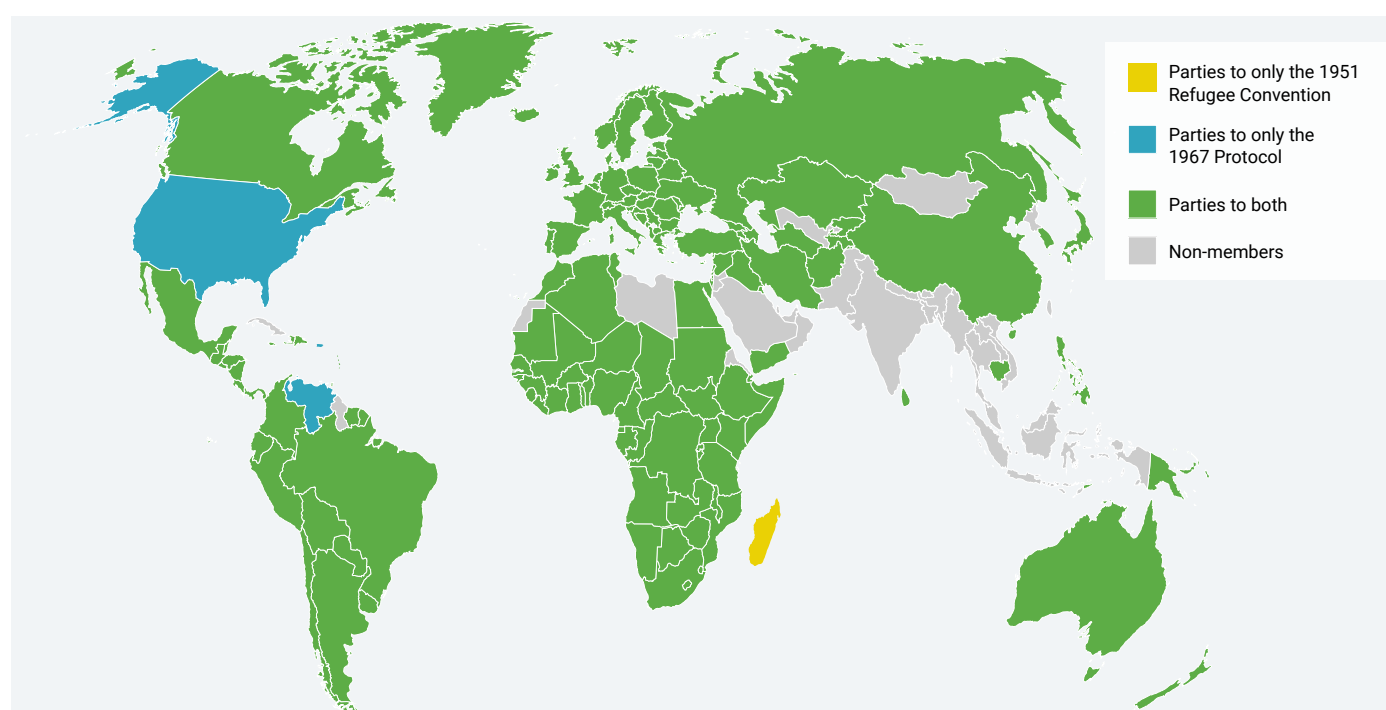 Parties to only the 1951
Refugee Convention
Parties to only the
1967 Protocol
Parties to both
Non-members